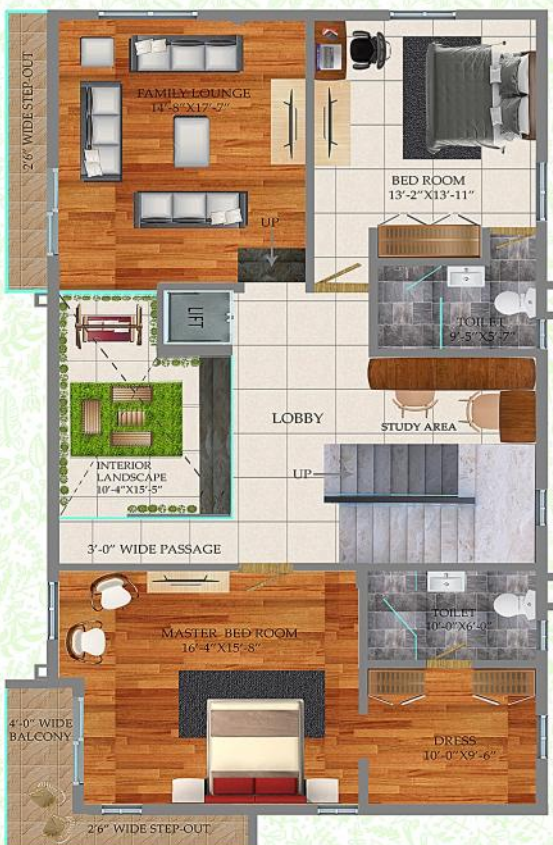 2'6" WIDE STEP-OUT
FAMILY LOUNGE
14'-8"X17'-7"
BED ROOM
13'-2"X13'-11"
UP
LIFT
TOILET
9'-5"X5'-7"
LOBBY
STUDY AREA
INTERIOR
LANDSCAPE
10'-4"X15'-5"
UP
3'-0" WIDE PASSAGE
MASTER BED ROOM
16'-4"X15'-8"
TOILET
10'-0"X6'-0"
4'-0" WIDE
BALCONY
DRESS
10'-0"X9'-6"
2'6" WIDE STEP-OUT